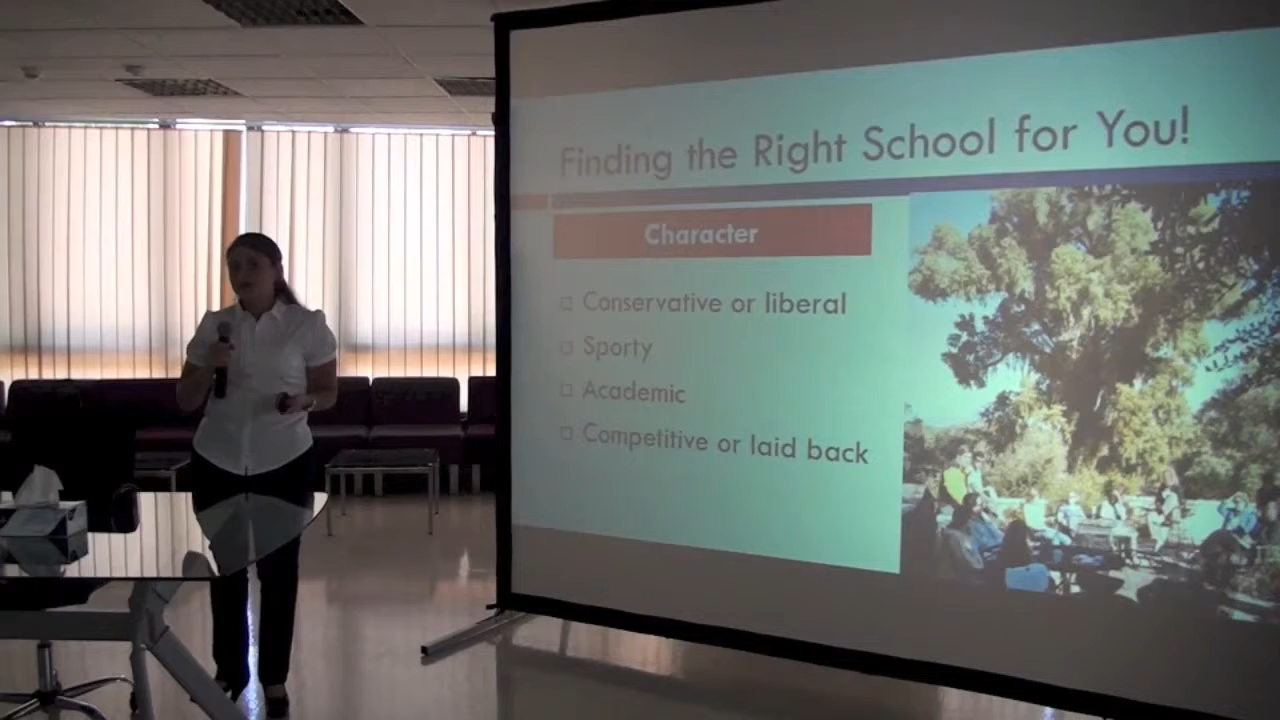 Finding the Right School for You!
Character
Conservative or liberal
Sporty
Academic
Competitive or laid back